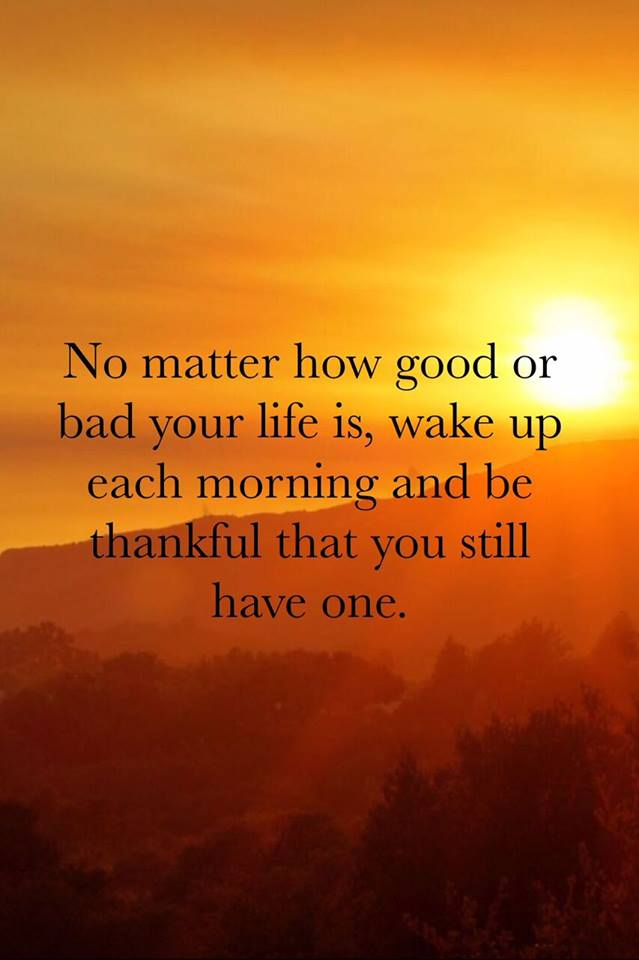 No matter how good or
bad your life is, wake up
each morning and be
thankful that you still
have one.